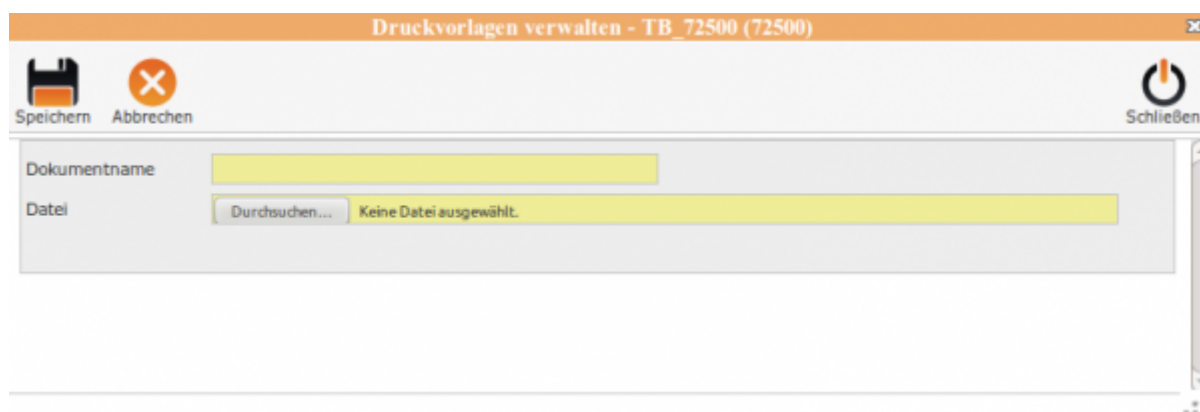 Druckvorlagen verwalten - TB_72500 (72500)
Speichern Abbrechen Schließen
Dokumentname
Datei Durchsuchen... Keine Datei ausgewählt.